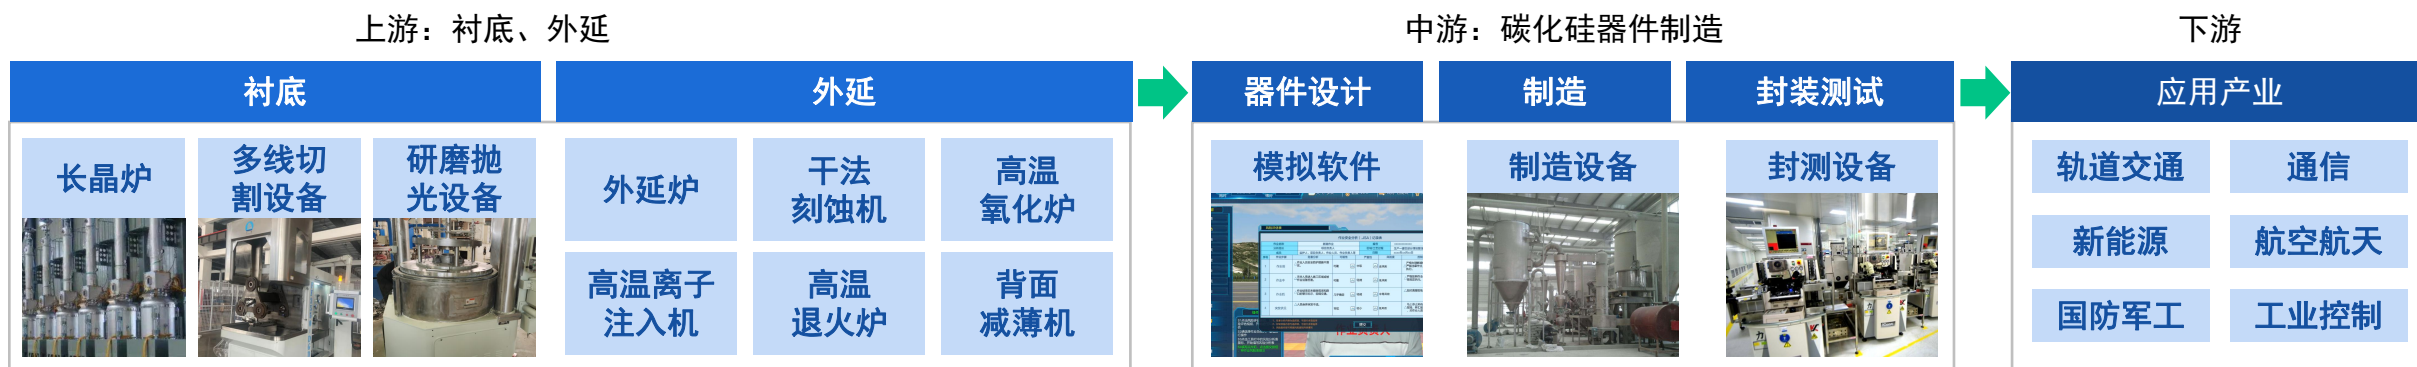 上游：衬底、外延
中游：碳化硅器件制造
下游
衬底
外延
器件设计
制造
封装测试
应用产业
长晶炉
多线切
割设备
研磨抛
光设备
外延炉
干法
刻蚀机
高温
氧化炉
高温离子
注入机
高温
退火炉
背面
减薄机
模拟软件
制造设备
封测设备
轨道交通
通信
新能源
航空航天
国防军工
工业控制